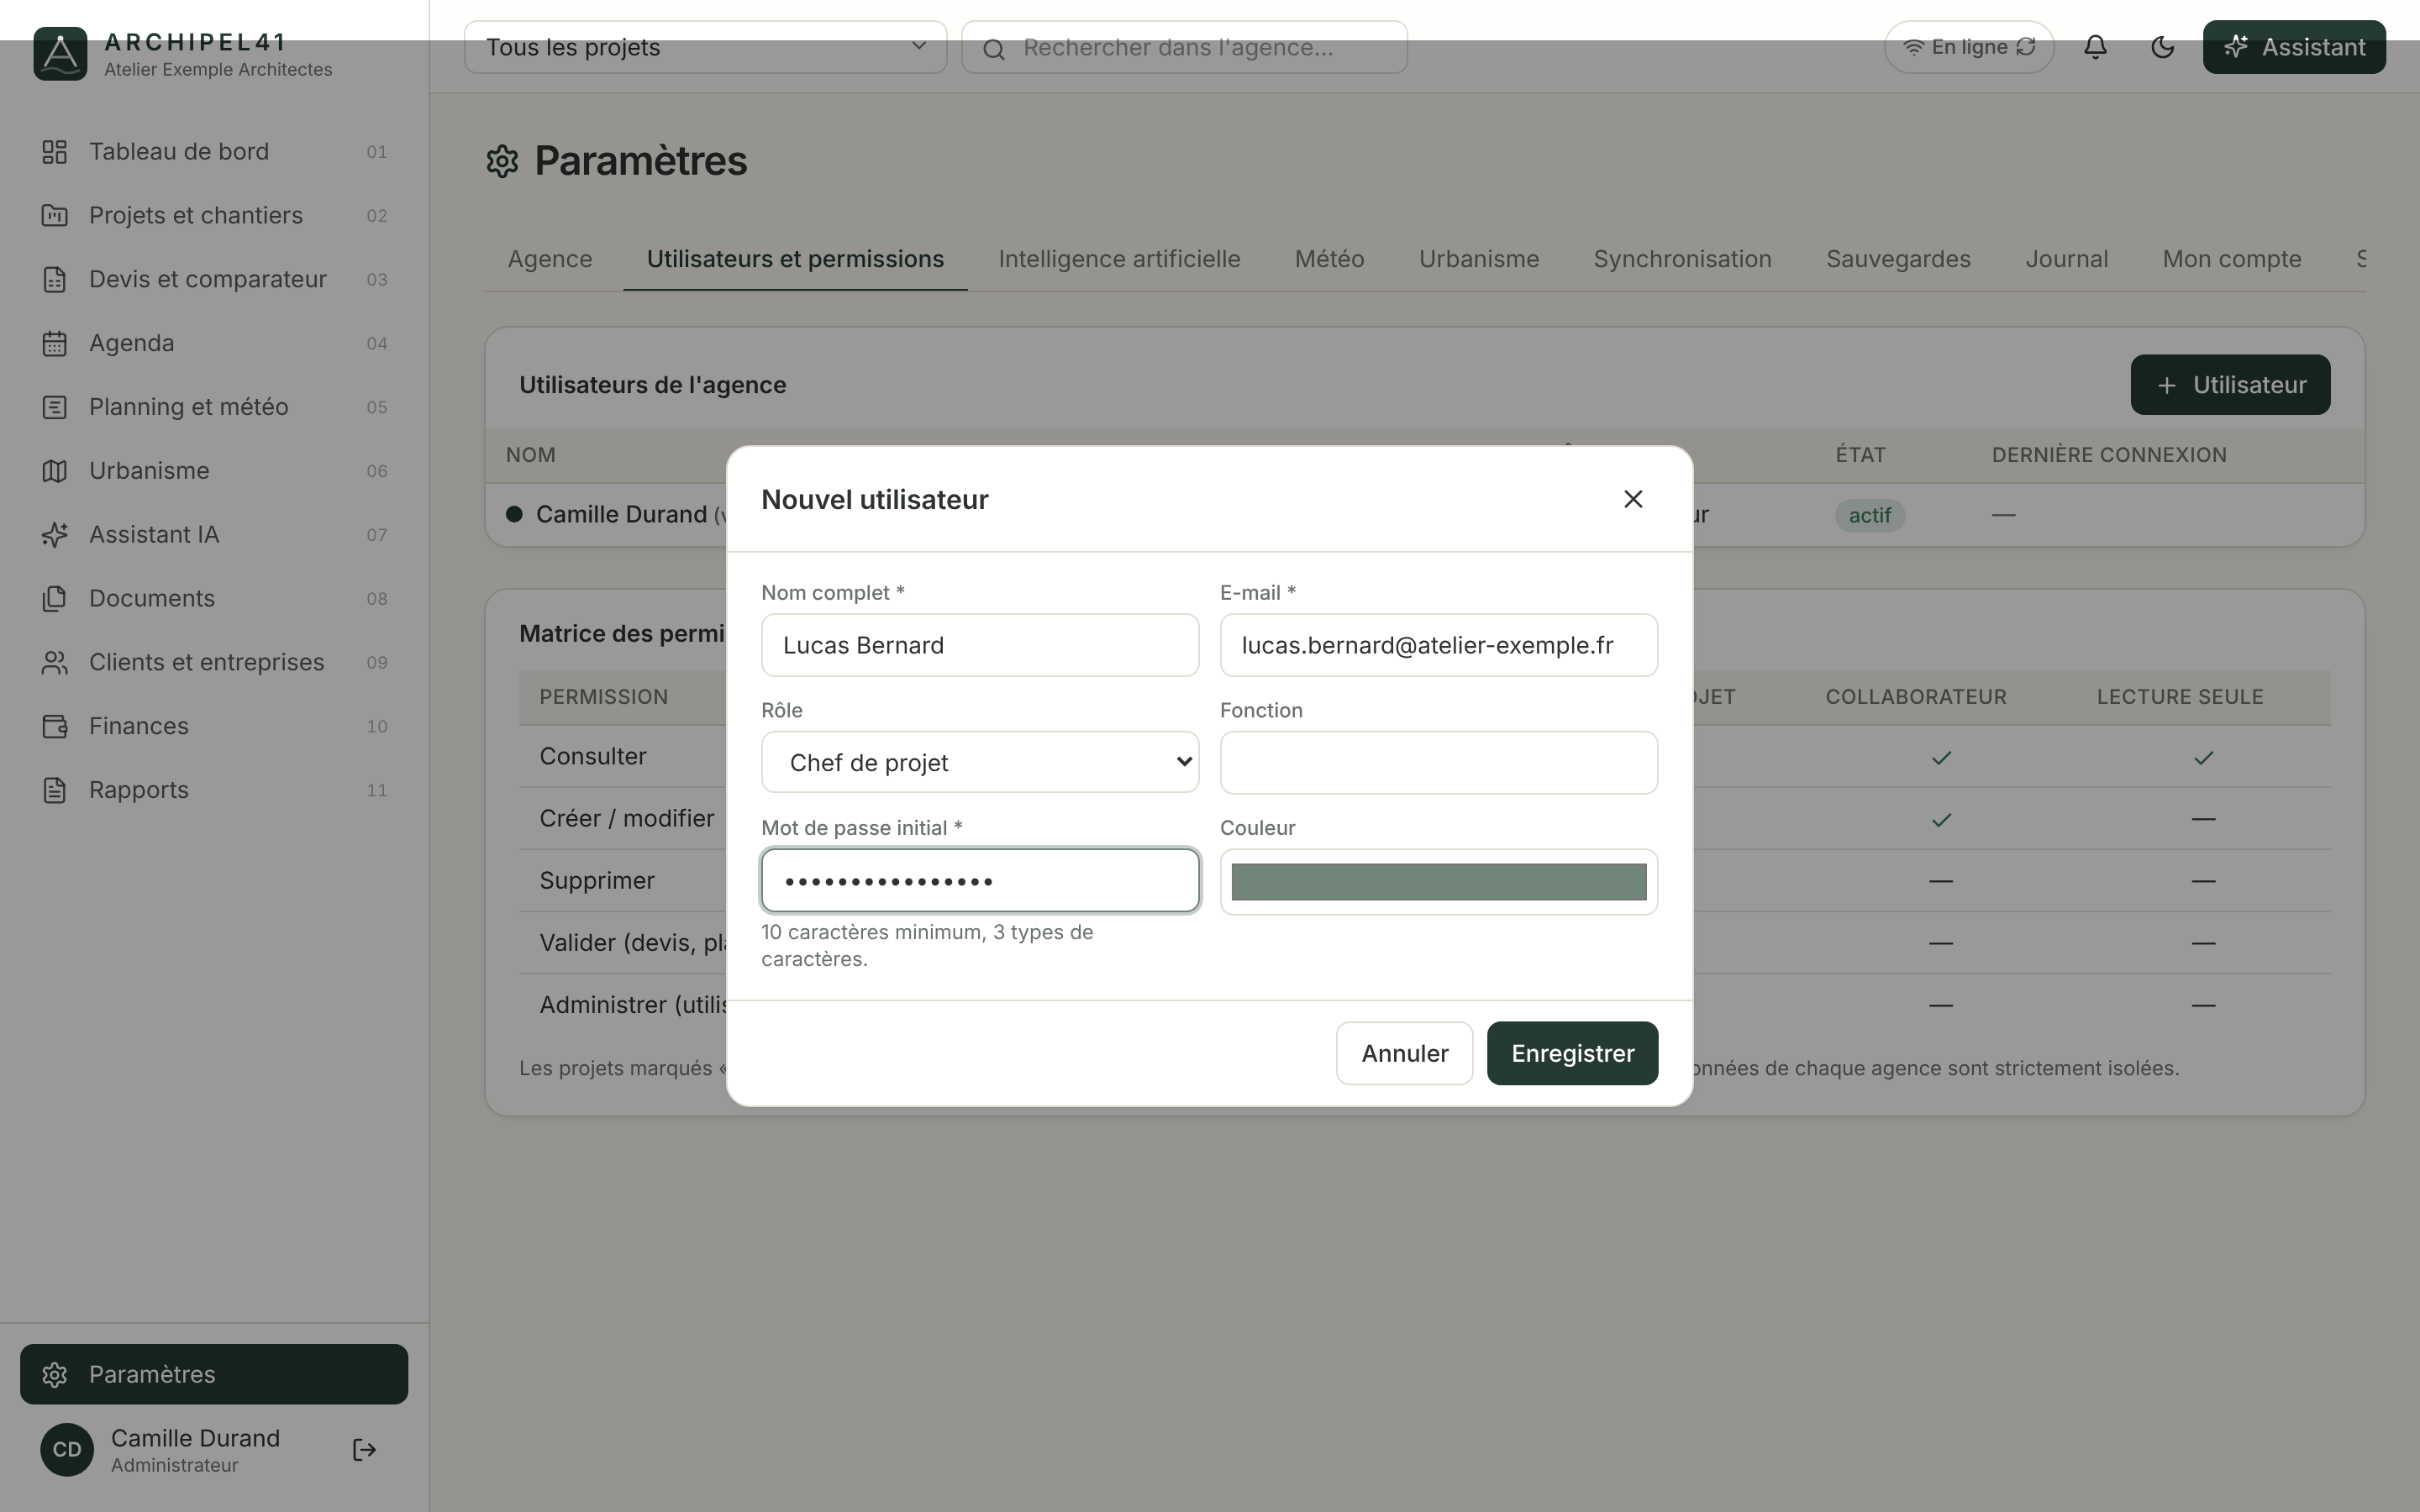 ARCHIPEL41
Atelier Exemple Architectes
Tableau de bord 01
Projets et chantiers 02
Devis et comparateur 03
Agenda 04
Planning et météo 05
Urbanisme 06
Assistant IA 07
Documents 08
Clients et entreprises 09
Finances 10
Rapports 11
Paramètres
CD
Camille Durand
Administrateur
Tous les projets
Rechercher dans l'agence...
En ligne
Assistant
Paramètres
Agence Utilisateurs et permissions Intelligence artificielle Météo Urbanisme Synchronisation Sauvegardes Journal Mon compte
Utilisateurs de l'agence
+ Utilisateur
NOM ÉTAT DERNIÈRE CONNEXION
Camille Durand actif —
Matrice des permi
PERMISSION COLLABORATEUR LECTURE SEULE
Consulter ✓ ✓
Créer / modifier ✓ —
Supprimer — —
Valider (devis, pla — —
Administrer (utilis — —
Les projets marqués « onnées de chaque agence sont strictement isolées.
Nouvel utilisateur
Nom complet * E-mail *
Lucas Bernard lucas.bernard@atelier-exemple.fr
Rôle Fonction
Chef de projet
Mot de passe initial * Couleur
••••••••••••••••
10 caractères minimum, 3 types de
caractères.
Annuler Enregistrer